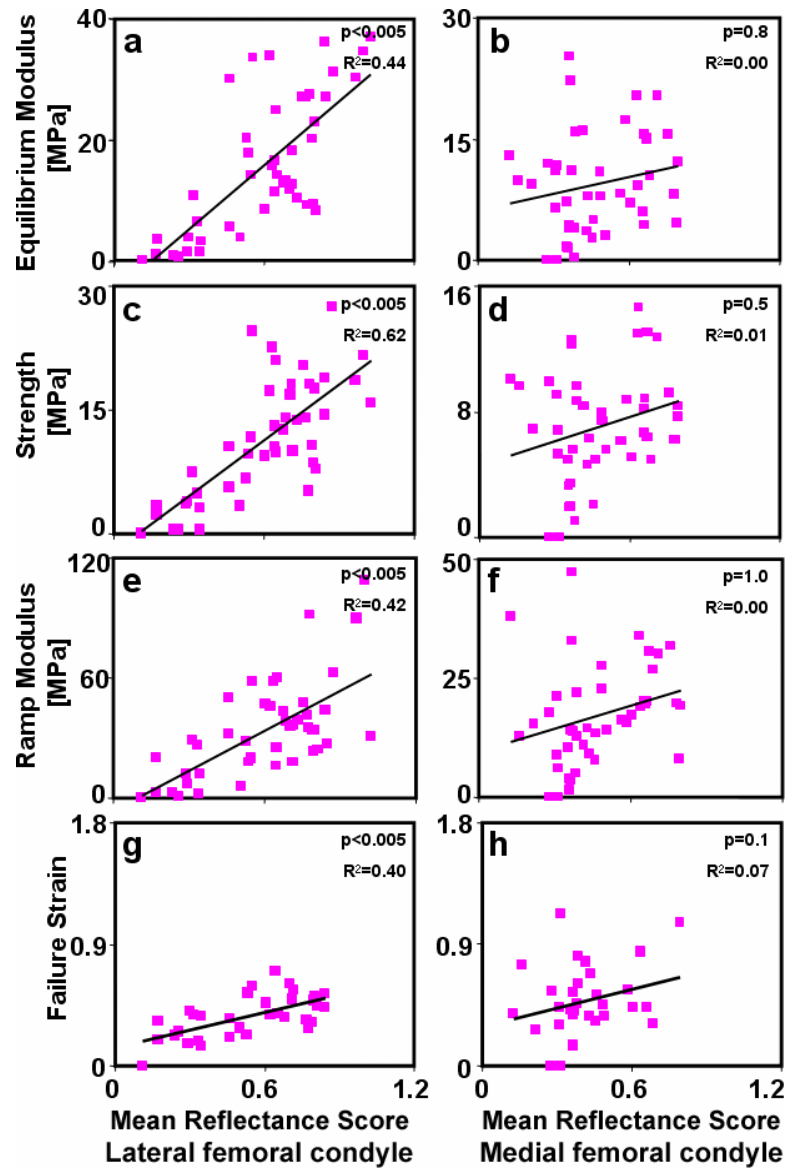 Equilibrium Modulus
[MPa]
40
20
0
a
p<0.005
R²=0.44
30
15
0
b
p=0.8
R²=0.00
Strength
[MPa]
30
15
0
c
p<0.005
R²=0.62
16
8
0
d
p=0.5
R²=0.01
Ramp Modulus
[MPa]
120
60
0
e
p<0.005
R²=0.42
50
25
0
f
p=1.0
R²=0.00
Failure Strain
1.8
0.9
0
g
p<0.005
R²=0.40
1.8
0.9
0
h
p=0.1
R²=0.07
0 0.6 1.2
0 0.6 1.2
Mean Reflectance Score
Lateral femoral condyle
Mean Reflectance Score
Medial femoral condyle